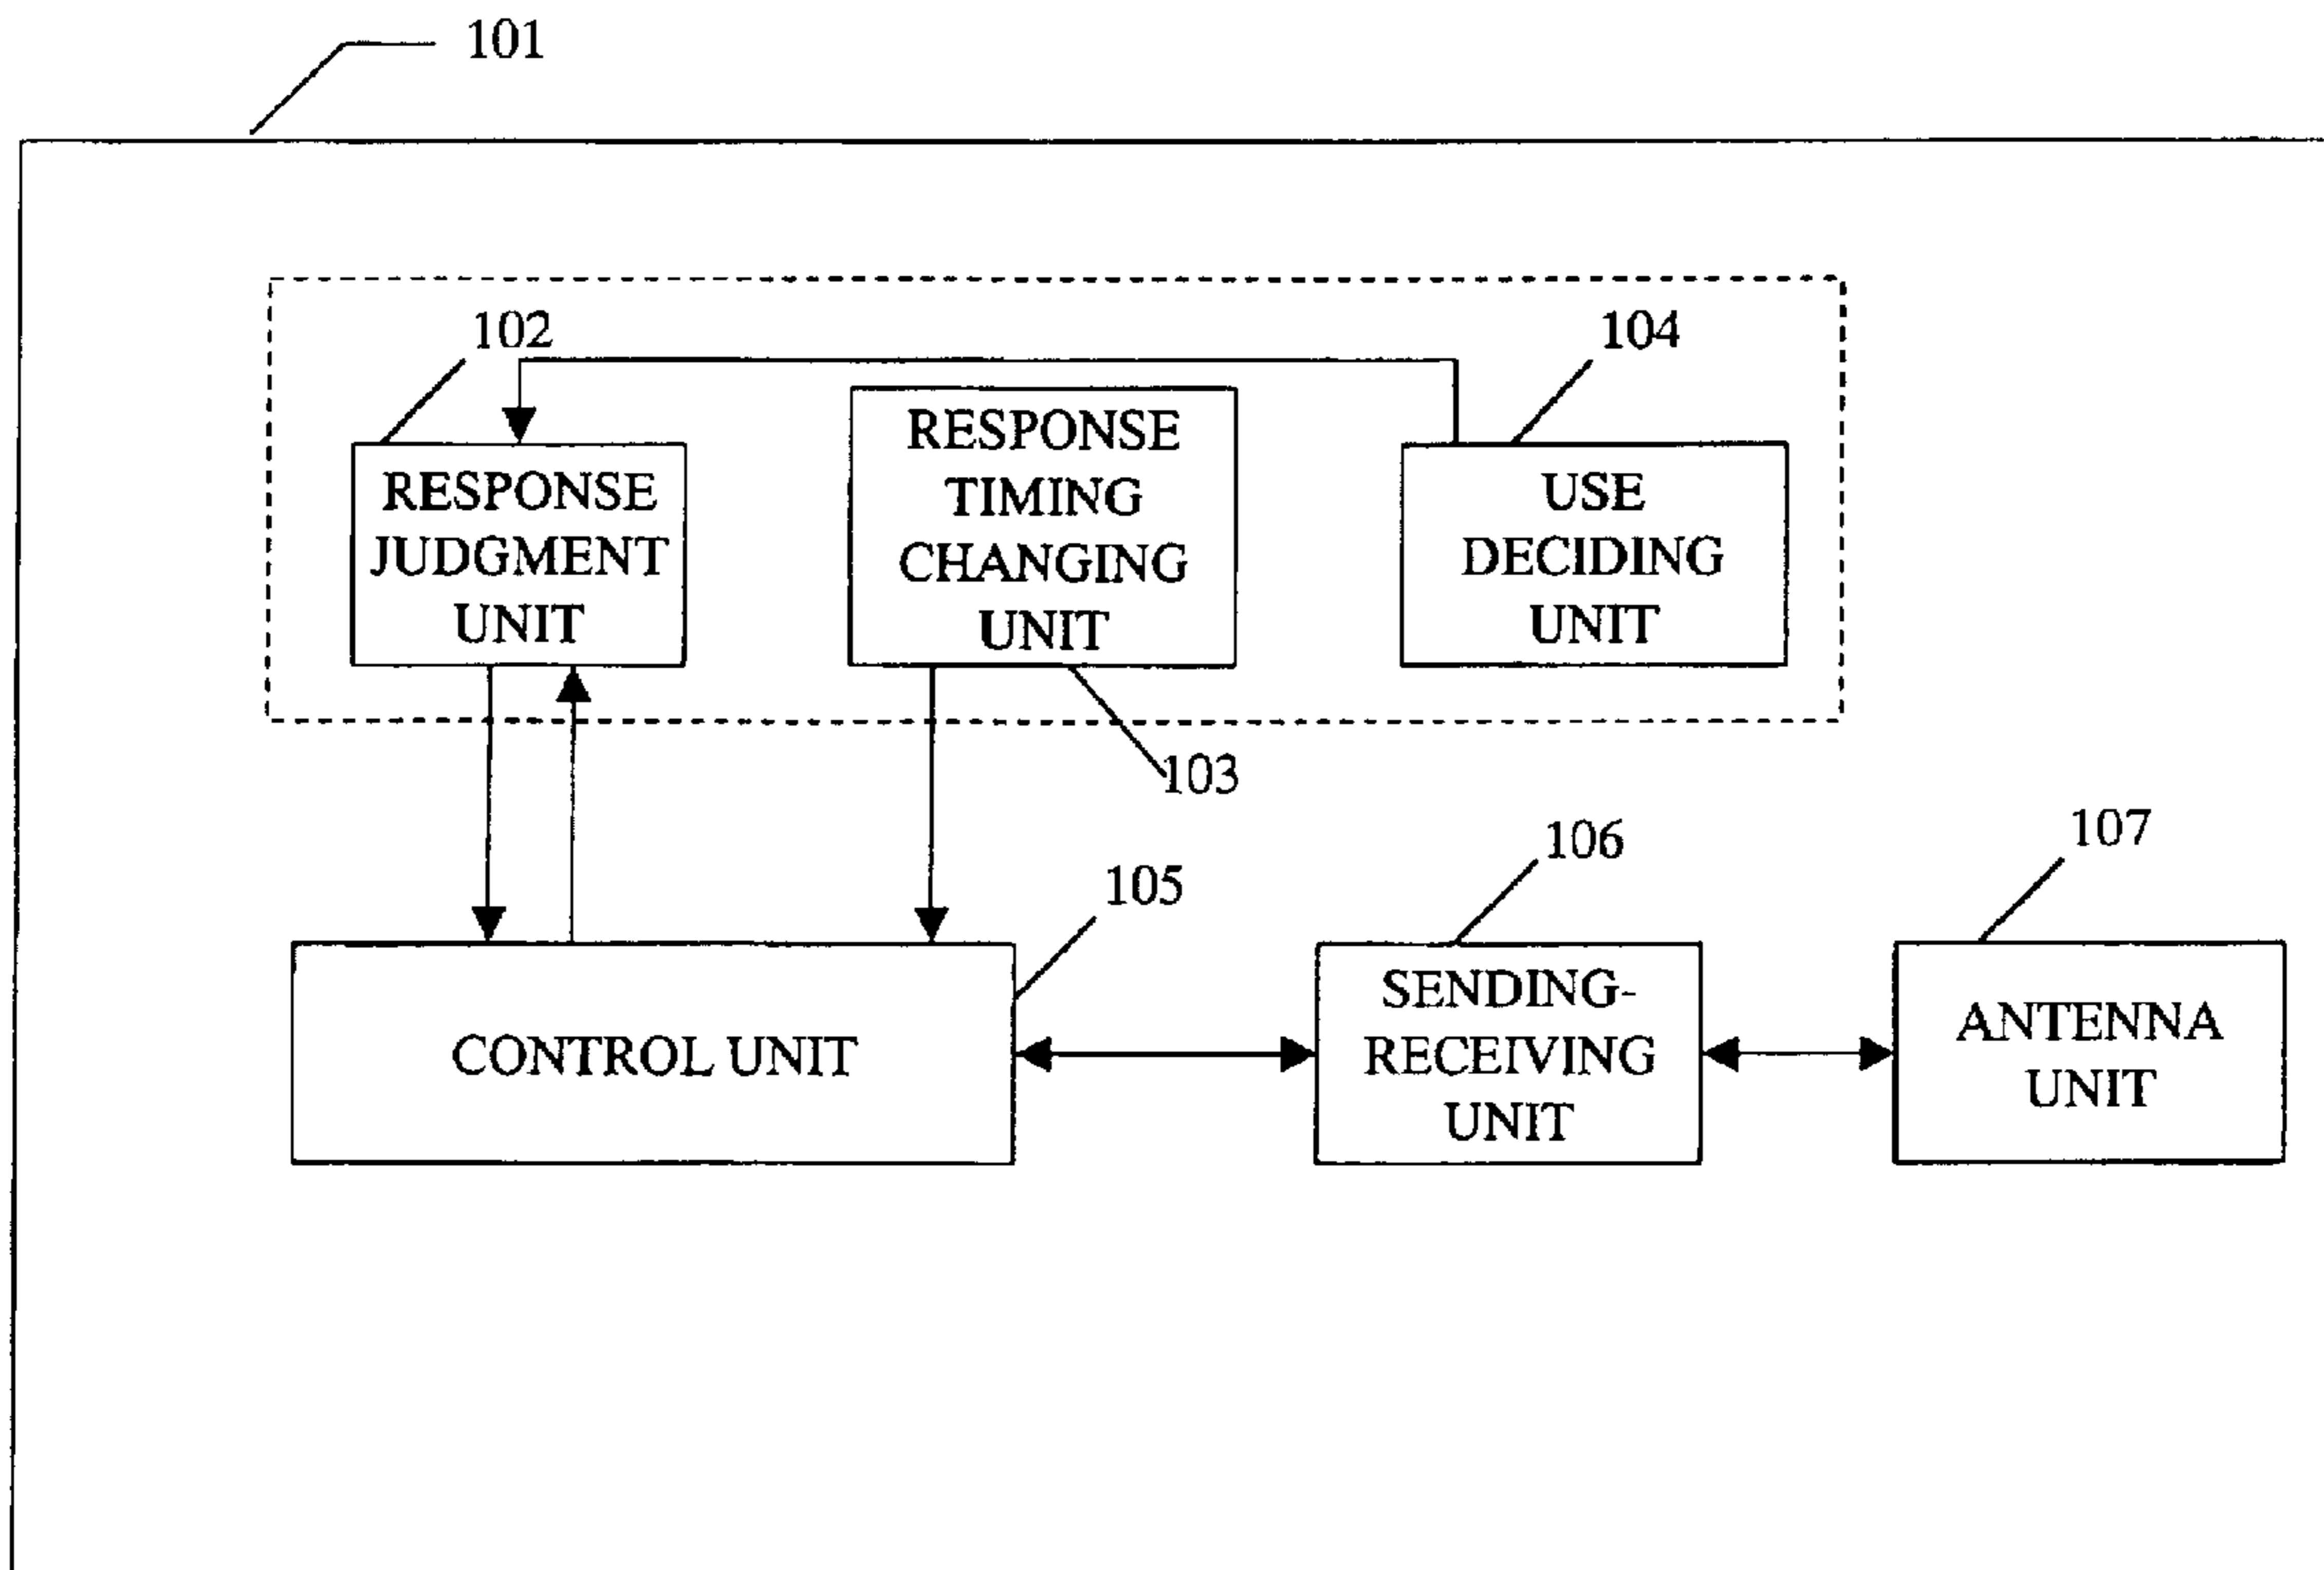 101
102
104
RESPONSE
JUDGMENT
UNIT
RESPONSE
TIMING
CHANGING
UNIT
USE
DECIDING
UNIT
103
105
106
107
CONTROL UNIT
SENDING-
RECEIVING
UNIT
ANTENNA
UNIT